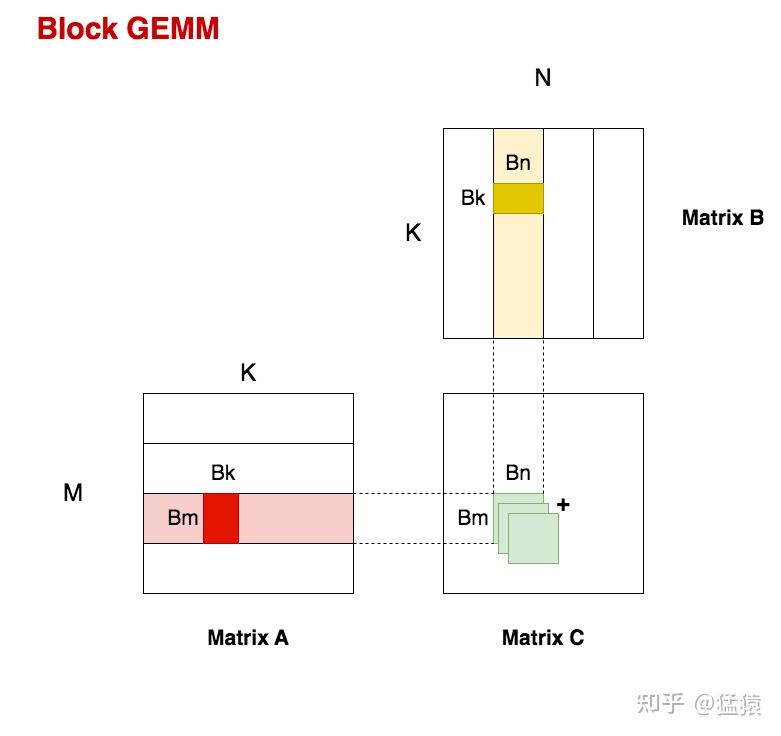 Block GEMM
N
Bn
Bk
K
Matrix B
K
Bk
M
Bm
Bn
Bm
+
Matrix A
Matrix C
知乎 @猛猿